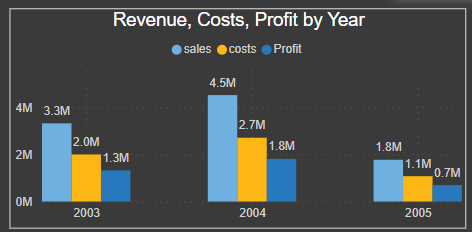 Revenue, Costs, Profit by Year
sales costs Profit
4M
2M
0M
3.3M 2.0M 1.3M
4.5M 2.7M 1.8M
1.8M 1.1M 0.7M
2003 2004 2005